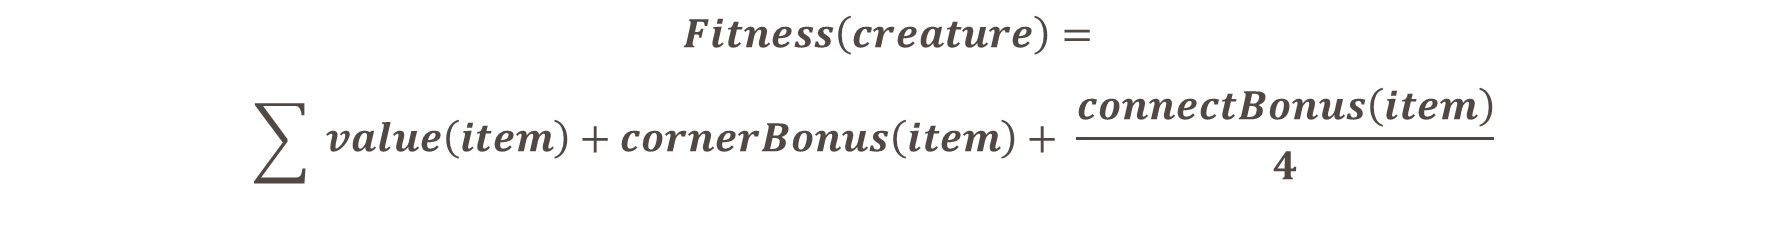 Fitness(creature) =
∑ value(item) + cornerBonus(item) + connectBonus(item)
4